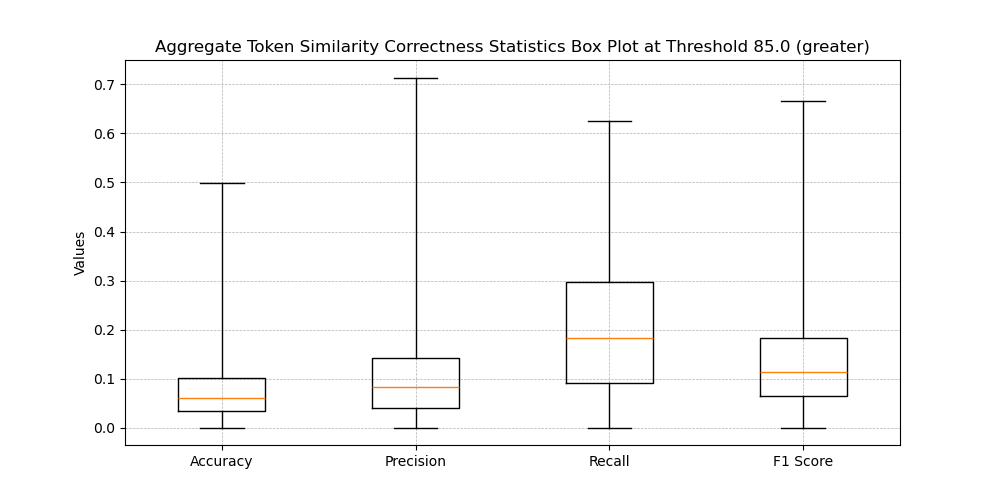 Aggregate Token Similarity Correctness Statistics Box Plot at Threshold 85.0 (greater)
0.7
0.6
0.5
0.4
0.3
0.2
0.1
0.0
Values
Accuracy
Precision
Recall
F1 Score